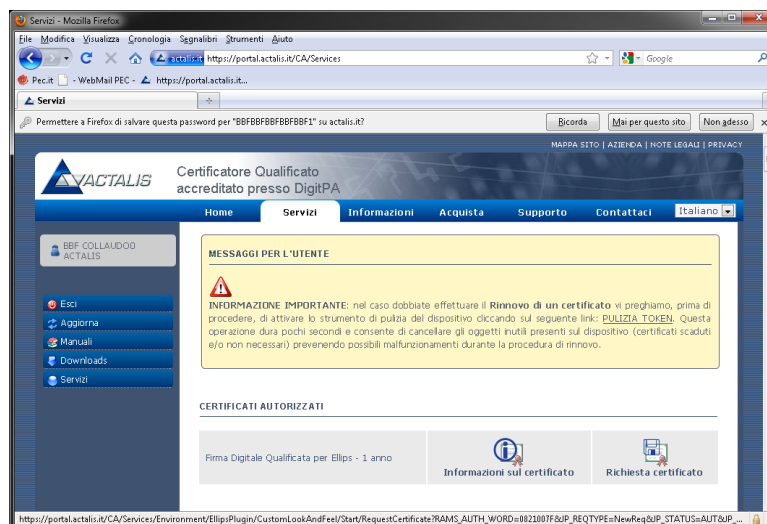 Servizi - Mozilla Firefox
File Modifica Visualizza Cronologia Segnalibri Strumenti Aiuto
actalis.it https://portal.actalis.it/CA/Services
Google
Pec.it - WebMail PEC - https://portal.actalis.it...
Servizi
Permettere a Firefox di salvare questa password per "BBFBBFBBFBBFBBF1" su actalis.it?
Ricorda
Mai per questo sito
Non adesso
MAPPA SITO | AZIENDA | NOTE LEGALI | PRIVACY
ACTALIS
Certificatore Qualificato
accreditato presso DigitPA
Home Servizi Informazioni Acquista Supporto Contattaci Italiano
BBF COLLAUDOO
ACTALIS
Esci
Aggiorna
Manuali
Downloads
Servizi
MESSAGGI PER L'UTENTE
INFORMAZIONE IMPORTANTE: nel caso dobbiate effettuare il Rinnovo di un certificato vi preghiamo, prima di
procedere, di attivare lo strumento di pulizia del dispositivo cliccando sul seguente link: PULIZIA TOKEN. Questa
operazione dura pochi secondi e consente di cancellare gli oggetti inutili presenti sul dispositivo (certificati scaduti
e/o non necessari) prevenendo possibili malfunzionamenti durante la procedura di rinnovo.
CERTIFICATI AUTORIZZATI
Firma Digitale Qualificata per Ellips - 1 anno
Informazioni sul certificato
Richiesta certificato
https://portal.actalis.it/CA/Services/Environment/EllipsPlugin/CustomLookAndFeel/Start/RequestCertificate?RAMS_AUTH_WORD=0821007F&JP_REQTYPE=NewReq&JP_STATUS=AUT&JP_...